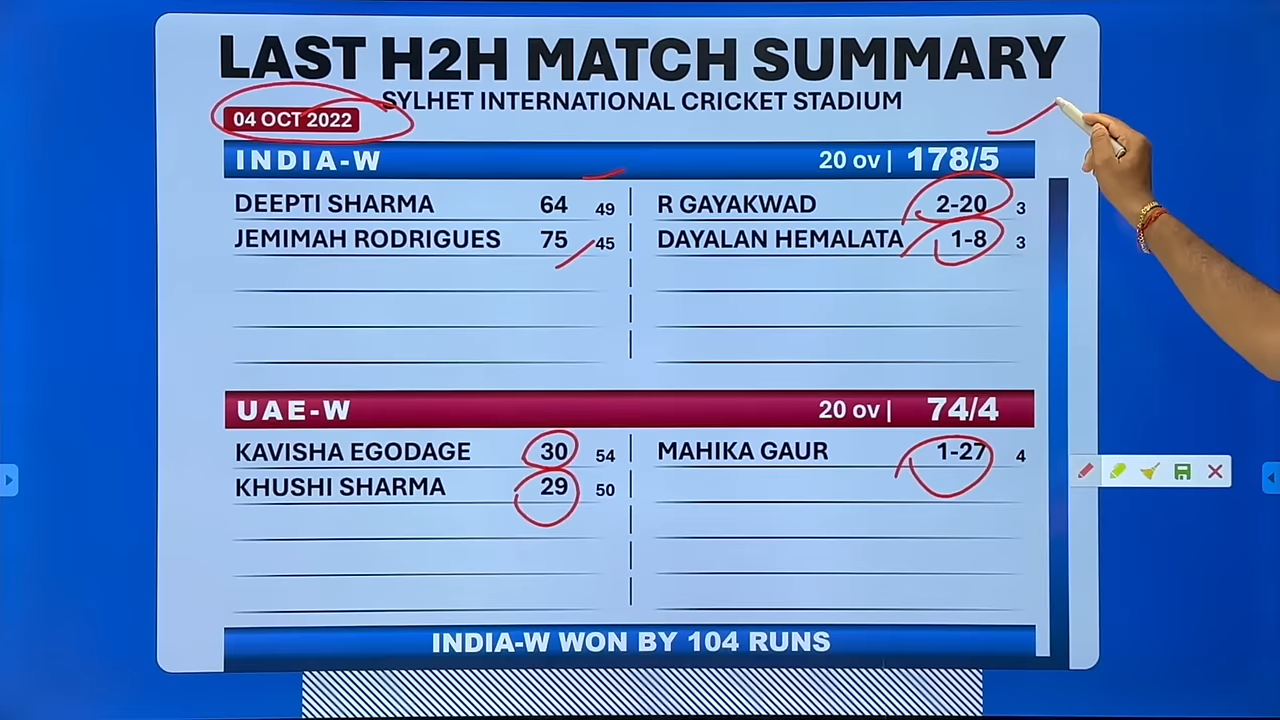 LAST H2H MATCH SUMMARY
SYLHET INTERNATIONAL CRICKET STADIUM
04 OCT 2022
INDIA-W 20 ov | 178/5
DEEPTI SHARMA 64 49 R GAYAKWAD 2-20 3
JEMIMAH RODRIGUES 75 45 DAYALAN HEMALATA 1-8 3
UAE-W 20 ov | 74/4
KAVISHA EGODAGE 30 54 MAHIKA GAUR 1-27 4
KHUSHI SHARMA 29 50
INDIA-W WON BY 104 RUNS